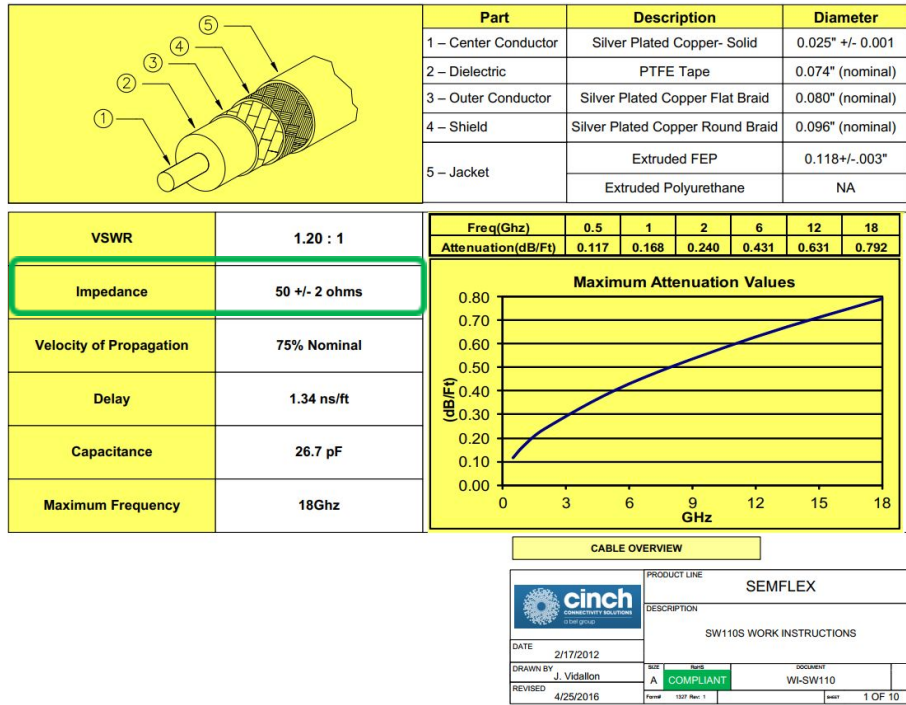 5
4
3
2
1
Part Description Diameter
1 – Center Conductor Silver Plated Copper- Solid 0.025" +/- 0.001
2 – Dielectric PTFE Tape 0.074" (nominal)
3 – Outer Conductor Silver Plated Copper Flat Braid 0.080" (nominal)
4 – Shield Silver Plated Copper Round Braid 0.096" (nominal)
5 – Jacket Extruded FEP 0.118+/-.003"
Extruded Polyurethane NA
VSWR 1.20 : 1
Impedance 50 +/- 2 ohms
Velocity of Propagation 75% Nominal
Delay 1.34 ns/ft
Capacitance 26.7 pF
Maximum Frequency 18Ghz
Freq(Ghz) 0.5 1 2 6 12 18
Attenuation(dB/Ft) 0.117 0.168 0.240 0.431 0.631 0.792
Maximum Attenuation Values
(dB/Ft)
0.80
0.70
0.60
0.50
0.40
0.30
0.20
0.10
0.00
0 3 6 9 12 15 18
GHz
CABLE OVERVIEW
cinch
CONNECTIVITY SOLUTIONS
a bel group
PRODUCT LINE
SEMFLEX
DESCRIPTION
SW110S WORK INSTRUCTIONS
DATE
2/17/2012
DRAWN BY
J. Vidallon
REVISED
4/25/2016
SIZE
A
RoHS
COMPLIANT
DOCUMENT
WI-SW110
Form# 1327 Rev: 1
SHEET 1 OF 10